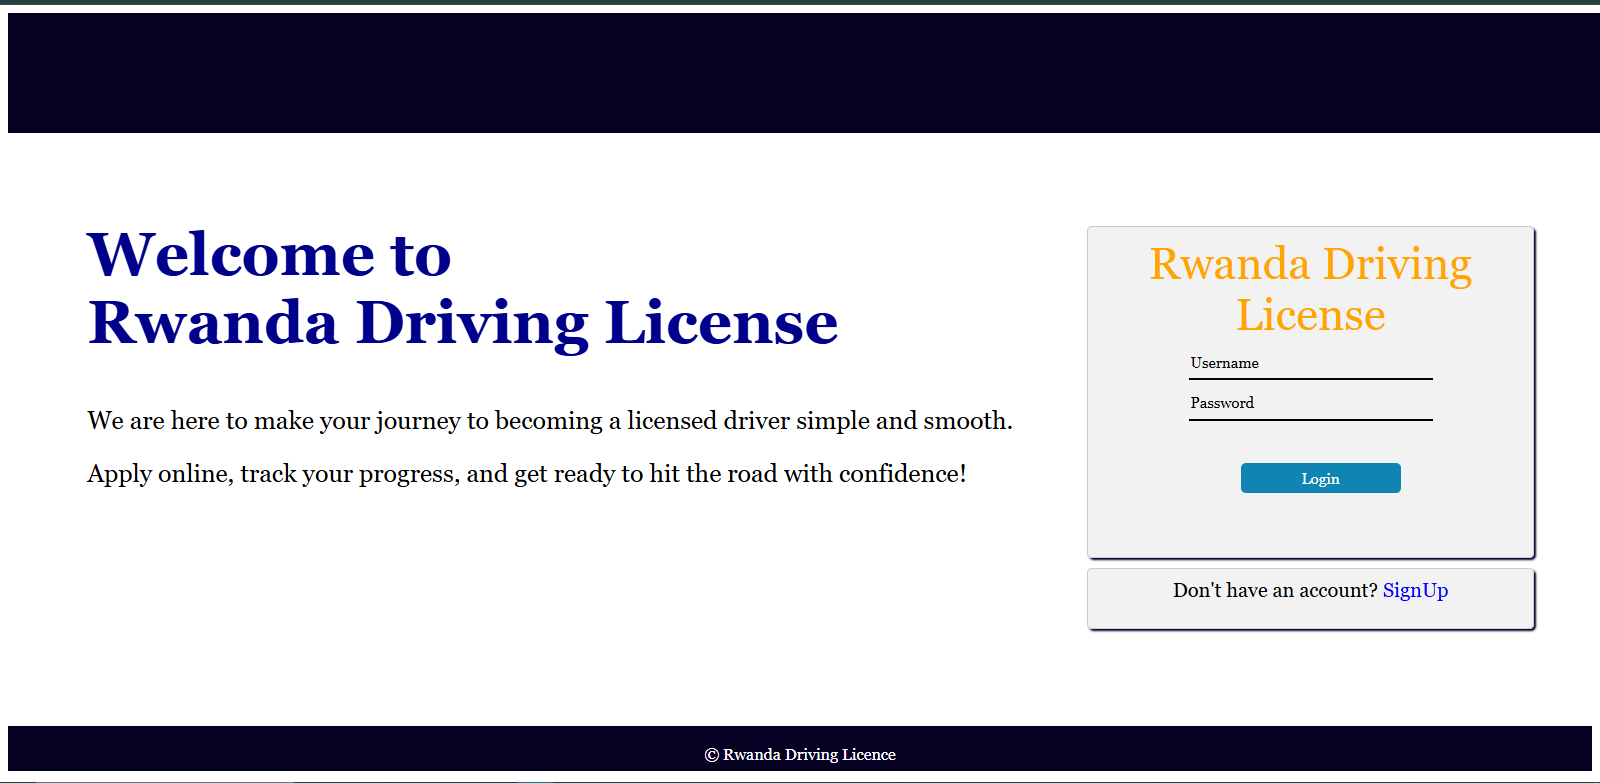 Welcome to
Rwanda Driving License
We are here to make your journey to becoming a licensed driver simple and smooth.
Apply online, track your progress, and get ready to hit the road with confidence!
Rwanda Driving
License
Username
Password
Login
Don't have an account? SignUp
© Rwanda Driving Licence